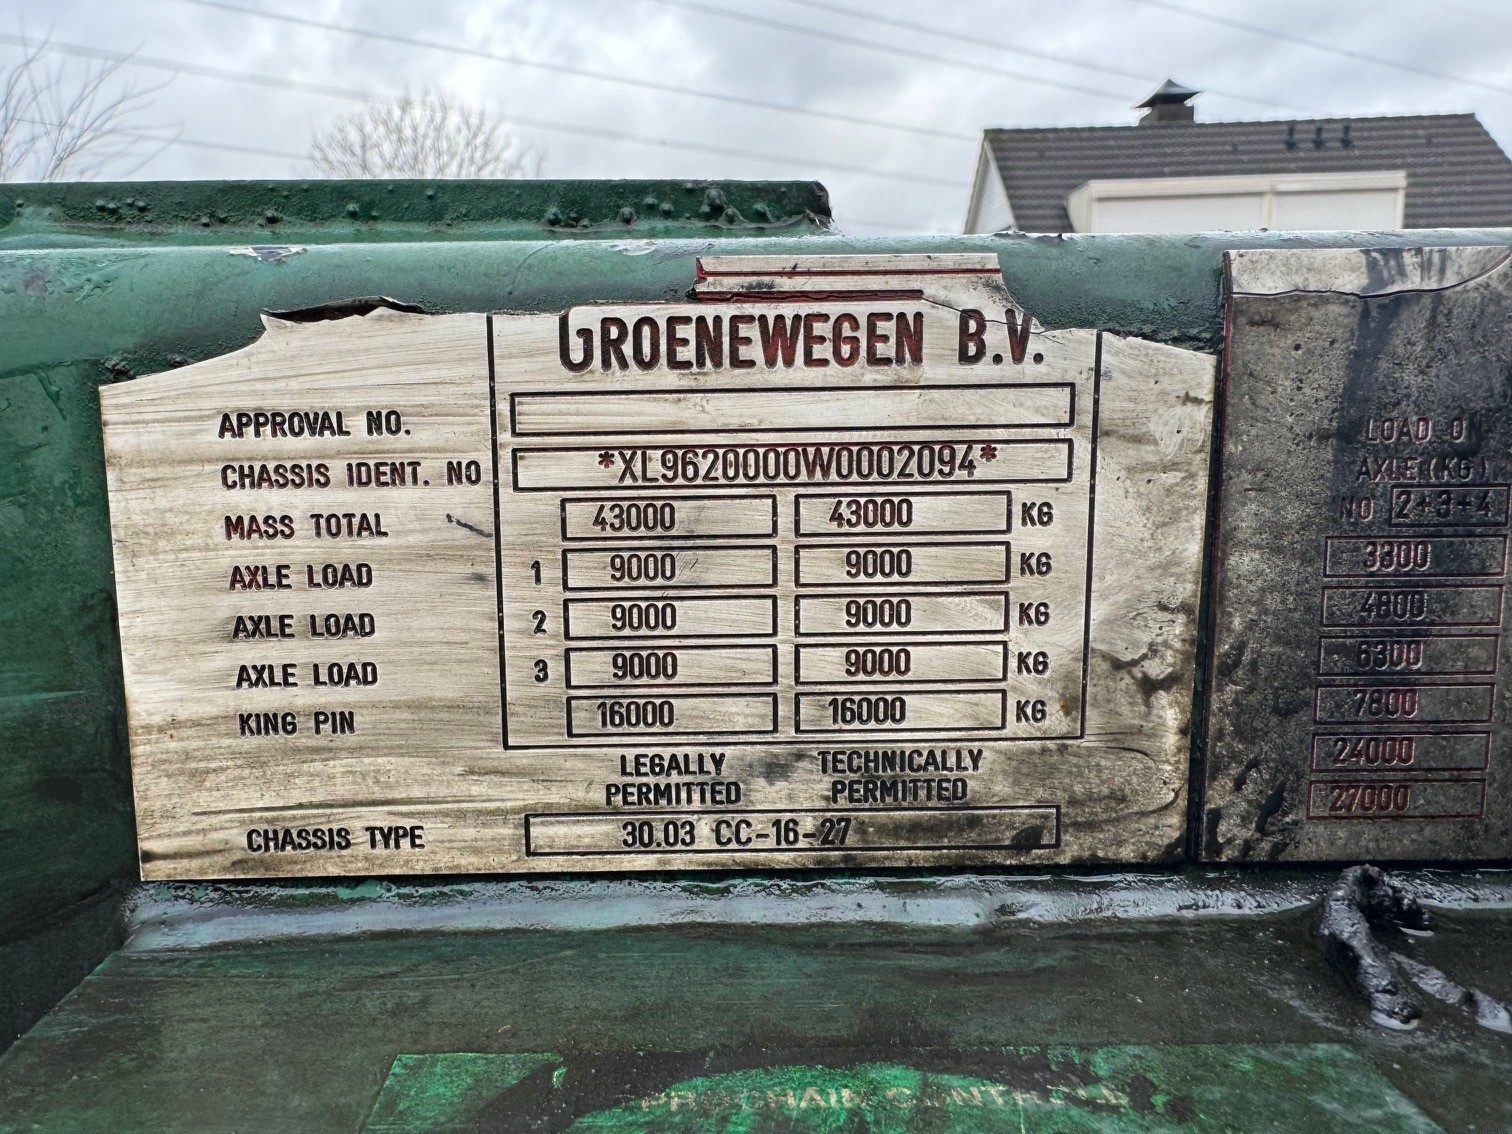 GROENEWEGEN B.V.
APPROVAL NO.
CHASSIS IDENT. NO *XL9620000W0002094*
MASS TOTAL 43000 43000 KG
AXLE LOAD 1 9000 9000 KG
AXLE LOAD 2 9000 9000 KG
AXLE LOAD 3 9000 9000 KG
KING PIN 16000 16000 KG
LEGALLY PERMITTED TECHNICALLY PERMITTED
CHASSIS TYPE 30.03 CC-16-27
LOAD ON
AXLE (KG)
NO 2+3+4
3300
4800
6300
7800
24000
27000